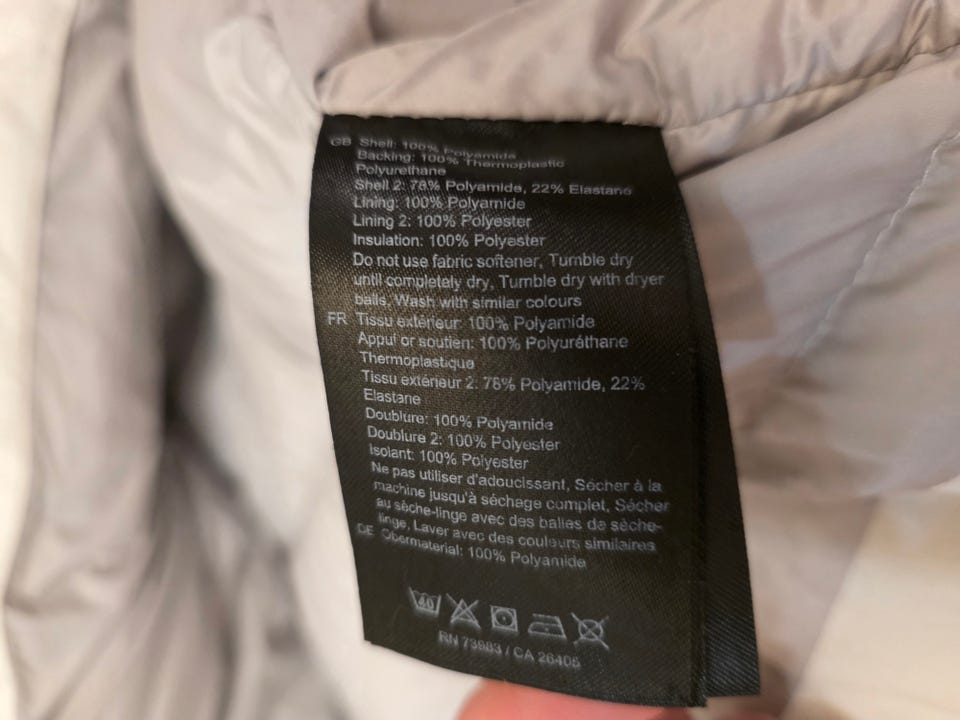 GB Shell: 100% Polyamide
Backing: 100% Thermoplastic
Polyurethane
Shell 2: 78% Polyamide, 22% Elastane
Lining: 100% Polyamide
Lining 2: 100% Polyester
Insulation: 100% Polyester
Do not use fabric softener, Tumble dry
until completely dry, Tumble dry with dryer
balls, Wash with similar colours
FR Tissu extérieur: 100% Polyamide
Appui or soutien: 100% Polyuréthane
Thermoplastique
Tissu extérieur 2: 78% Polyamide, 22%
Elastane
Doublure: 100% Polyamide
Doublure 2: 100% Polyester
Isolant: 100% Polyester
Ne pas utiliser d'adoucissant, Sécher à la
machine jusqu'à séchage complet, Sécher
au sèche-linge avec des balles de sèche-
linge, Laver avec des couleurs similaires
DE Obermaterial: 100% Polyamide
40
RN 73983 / CA 26405